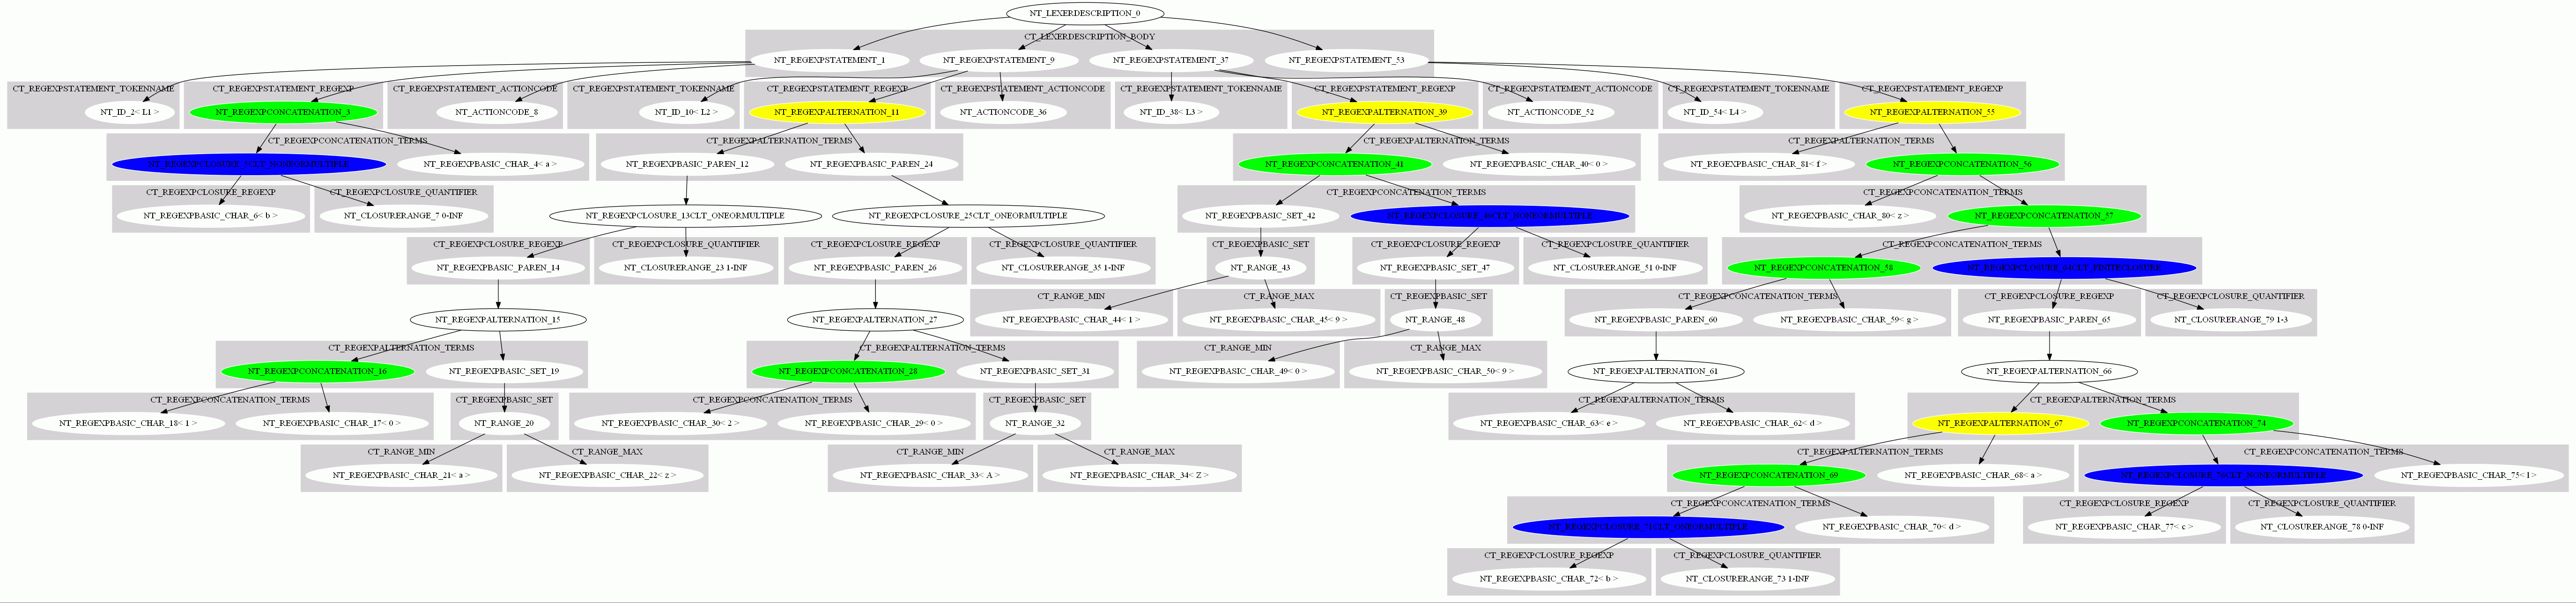 NT_LEXERDESCRIPTION_0
CT_LEXERDESCRIPTION_BODY
NT_REGEXPSTATEMENT_1 NT_REGEXPSTATEMENT_9 NT_REGEXPSTATEMENT_37 NT_REGEXPSTATEMENT_53
CT_REGEXPSTATEMENT_TOKENNAME CT_REGEXPSTATEMENT_REGEXP CT_REGEXPSTATEMENT_ACTIONCODE CT_REGEXPSTATEMENT_TOKENNAME CT_REGEXPSTATEMENT_REGEXP CT_REGEXPSTATEMENT_ACTIONCODE CT_REGEXPSTATEMENT_TOKENNAME CT_REGEXPSTATEMENT_REGEXP CT_REGEXPSTATEMENT_ACTIONCODE CT_REGEXPSTATEMENT_TOKENNAME CT_REGEXPSTATEMENT_REGEXP
NT_ID_2< L1 > NT_REGEXPCONCATENATION_3 NT_ACTIONCODE_8 NT_ID_10< L2 > NT_REGEXPALTERNATION_11 NT_ACTIONCODE_36 NT_ID_38< L3 > NT_REGEXPALTERNATION_39 NT_ACTIONCODE_52 NT_ID_54< L4 > NT_REGEXPALTERNATION_55
CT_REGEXPCONCATENATION_TERMS CT_REGEXPALTERNATION_TERMS CT_REGEXPALTERNATION_TERMS CT_REGEXPALTERNATION_TERMS
NT_REGEXPCLOSURE_5CLT_NONEORMULTIPLE NT_REGEXPBASIC_CHAR_4< a > NT_REGEXPBASIC_PAREN_12 NT_REGEXPBASIC_PAREN_24 NT_REGEXPCONCATENATION_41 NT_REGEXPBASIC_CHAR_40< 0 > NT_REGEXPBASIC_CHAR_81< f > NT_REGEXPCONCATENATION_56
CT_REGEXPCLOSURE_REGEXP CT_REGEXPCLOSURE_QUANTIFIER CT_REGEXPCONCATENATION_TERMS CT_REGEXPCONCATENATION_TERMS
NT_REGEXPBASIC_CHAR_6< b > NT_CLOSURERANGE_7 0-INF NT_REGEXPCLOSURE_13CLT_ONEORMULTIPLE NT_REGEXPCLOSURE_25CLT_ONEORMULTIPLE NT_REGEXPBASIC_SET_42 NT_REGEXPCLOSURE_46CLT_NONEORMULTIPLE NT_REGEXPBASIC_CHAR_80< z > NT_REGEXPCONCATENATION_57
CT_REGEXPCLOSURE_REGEXP CT_REGEXPCLOSURE_QUANTIFIER CT_REGEXPCLOSURE_REGEXP CT_REGEXPCLOSURE_QUANTIFIER CT_REGEXPBASIC_SET CT_REGEXPCLOSURE_REGEXP CT_REGEXPCLOSURE_QUANTIFIER CT_REGEXPCONCATENATION_TERMS
NT_REGEXPBASIC_PAREN_14 NT_CLOSURERANGE_23 1-INF NT_REGEXPBASIC_PAREN_26 NT_CLOSURERANGE_35 1-INF NT_RANGE_43 NT_REGEXPBASIC_SET_47 NT_CLOSURERANGE_51 0-INF NT_REGEXPCONCATENATION_58 NT_REGEXPCLOSURE_64CLT_FINITECLOSURE
CT_RANGE_MIN CT_RANGE_MAX CT_REGEXPBASIC_SET CT_REGEXPCONCATENATION_TERMS CT_REGEXPCLOSURE_REGEXP CT_REGEXPCLOSURE_QUANTIFIER
NT_REGEXPALTERNATION_15 NT_REGEXPALTERNATION_27 NT_REGEXPBASIC_CHAR_44< 1 > NT_REGEXPBASIC_CHAR_45< 9 > NT_RANGE_48 NT_REGEXPBASIC_PAREN_60 NT_REGEXPBASIC_CHAR_59< g > NT_REGEXPBASIC_PAREN_65 NT_CLOSURERANGE_79 1-3
CT_REGEXPALTERNATION_TERMS CT_REGEXPALTERNATION_TERMS CT_RANGE_MIN CT_RANGE_MAX
NT_REGEXPCONCATENATION_16 NT_REGEXPBASIC_SET_19 NT_REGEXPCONCATENATION_28 NT_REGEXPBASIC_SET_31 NT_REGEXPBASIC_CHAR_49< 0 > NT_REGEXPBASIC_CHAR_50< 9 > NT_REGEXPALTERNATION_61 NT_REGEXPALTERNATION_66
CT_REGEXPCONCATENATION_TERMS CT_REGEXPBASIC_SET CT_REGEXPCONCATENATION_TERMS CT_REGEXPBASIC_SET CT_REGEXPALTERNATION_TERMS CT_REGEXPALTERNATION_TERMS
NT_REGEXPBASIC_CHAR_18< 1 > NT_REGEXPBASIC_CHAR_17< 0 > NT_RANGE_20 NT_REGEXPBASIC_CHAR_30< 2 > NT_REGEXPBASIC_CHAR_29< 0 > NT_RANGE_32 NT_REGEXPBASIC_CHAR_63< e > NT_REGEXPBASIC_CHAR_62< d > NT_REGEXPALTERNATION_67 NT_REGEXPCONCATENATION_74
CT_RANGE_MIN CT_RANGE_MAX CT_RANGE_MIN CT_RANGE_MAX CT_REGEXPALTERNATION_TERMS CT_REGEXPCONCATENATION_TERMS
NT_REGEXPBASIC_CHAR_21< a > NT_REGEXPBASIC_CHAR_22< z > NT_REGEXPBASIC_CHAR_33< A > NT_REGEXPBASIC_CHAR_34< Z > NT_REGEXPCONCATENATION_69 NT_REGEXPBASIC_CHAR_68< a > NT_REGEXPCLOSURE_76CLT_NONEORMULTIPLE NT_REGEXPBASIC_CHAR_75< l >
CT_REGEXPCONCATENATION_TERMS CT_REGEXPCLOSURE_REGEXP CT_REGEXPCLOSURE_QUANTIFIER
NT_REGEXPCLOSURE_71CLT_ONEORMULTIPLE NT_REGEXPBASIC_CHAR_70< d > NT_REGEXPBASIC_CHAR_77< c > NT_CLOSURERANGE_78 0-INF
CT_REGEXPCLOSURE_REGEXP CT_REGEXPCLOSURE_QUANTIFIER
NT_REGEXPBASIC_CHAR_72< b > NT_CLOSURERANGE_73 1-INF